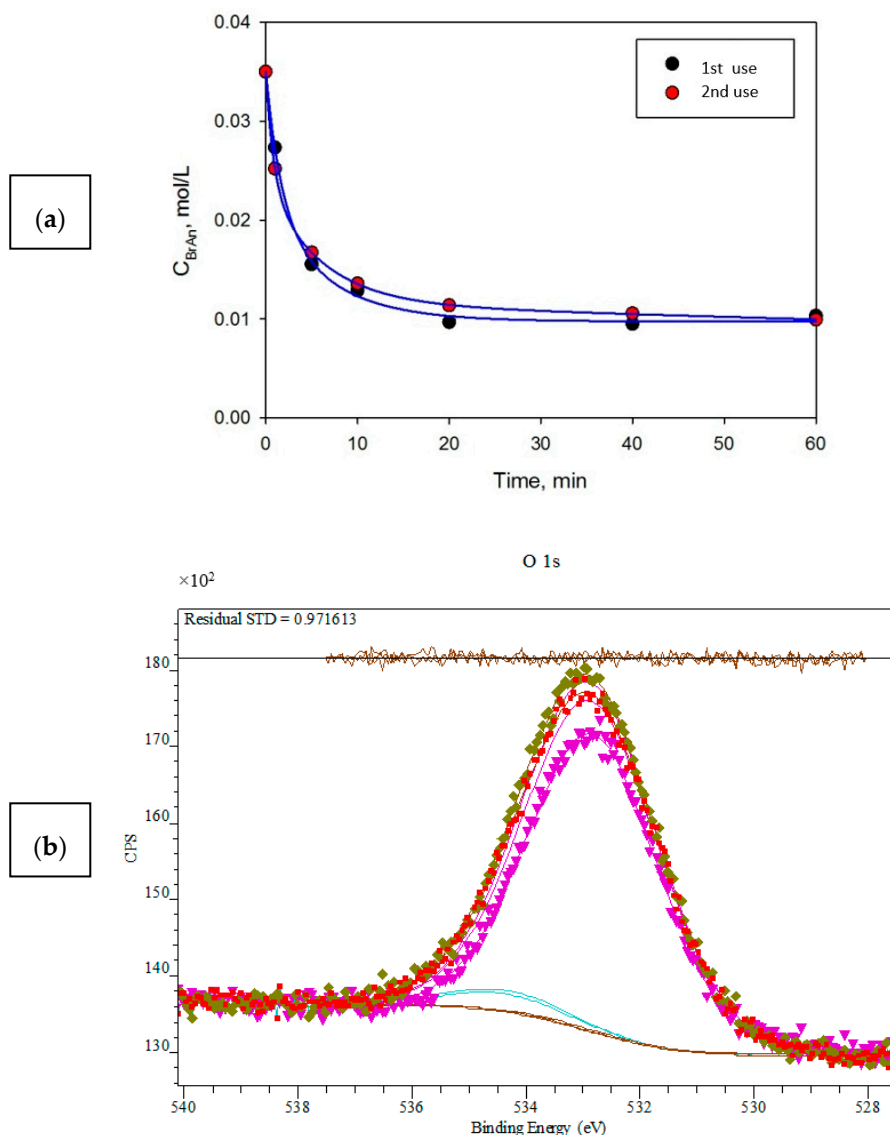 (a)
0.04
0.03
0.02
0.01
0.00
C_BrAn, mol/L
1st use
2nd use
0 10 20 30 40 50 60
Time, min
(b)
O 1s
×10²
Residual STD = 0.971613
180
170
160
150
140
130
CPS
540 538 536 534 532 530 528
Binding Energy (eV)